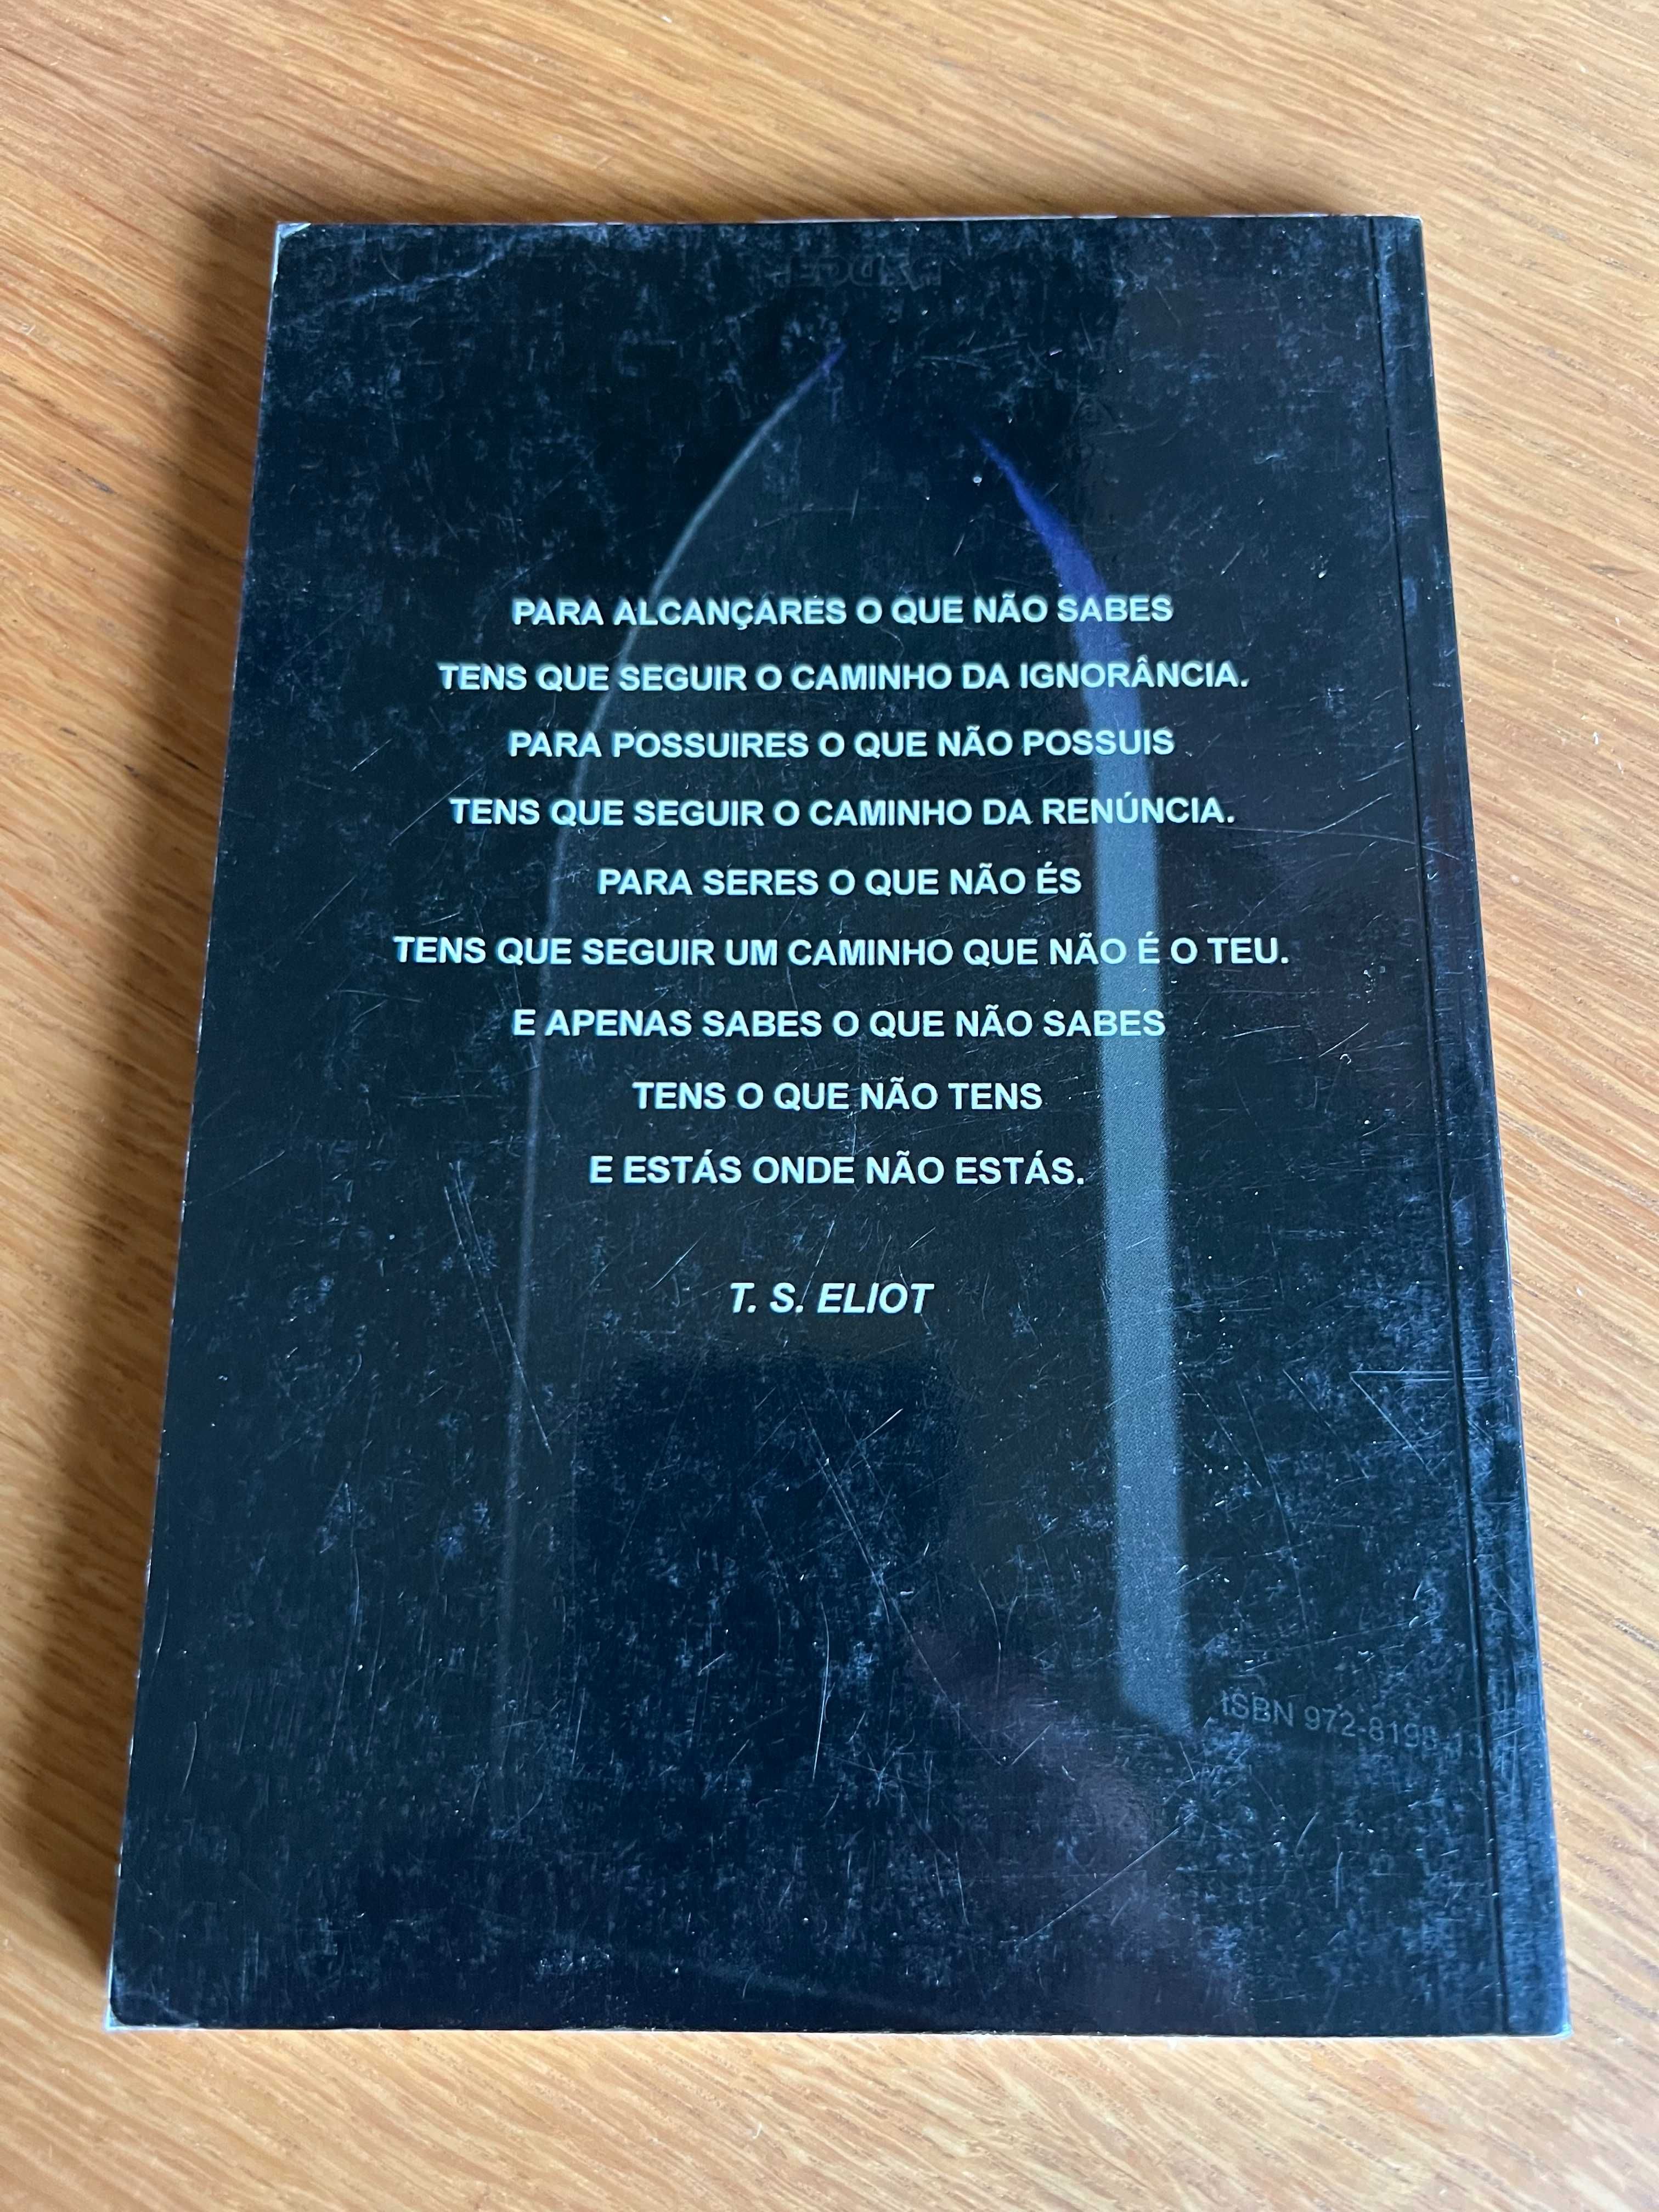 PARA ALCANÇARES O QUE NÃO SABES
TENS QUE SEGUIR O CAMINHO DA IGNORÂNCIA.
PARA POSSUIRES O QUE NÃO POSSUIS
TENS QUE SEGUIR O CAMINHO DA RENÚNCIA.
PARA SERES O QUE NÃO ÉS
TENS QUE SEGUIR UM CAMINHO QUE NÃO É O TEU.
E APENAS SABES O QUE NÃO SABES
TENS O QUE NÃO TENS
E ESTÁS ONDE NÃO ESTÁS.
T. S. ELIOT
ISBN